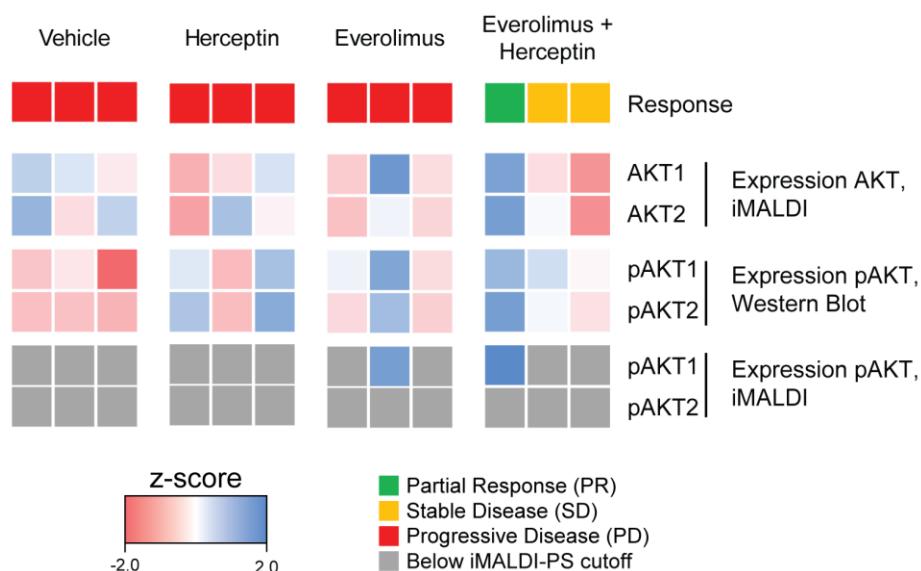 Vehicle
Herceptin
Everolimus
Everolimus +
Herceptin
Response
AKT1
AKT2
Expression AKT,
iMALDI
pAKT1
pAKT2
Expression pAKT,
Western Blot
pAKT1
pAKT2
Expression pAKT,
iMALDI
z-score
-2.0
2.0
Partial Response (PR)
Stable Disease (SD)
Progressive Disease (PD)
Below iMALDI-PS cutoff